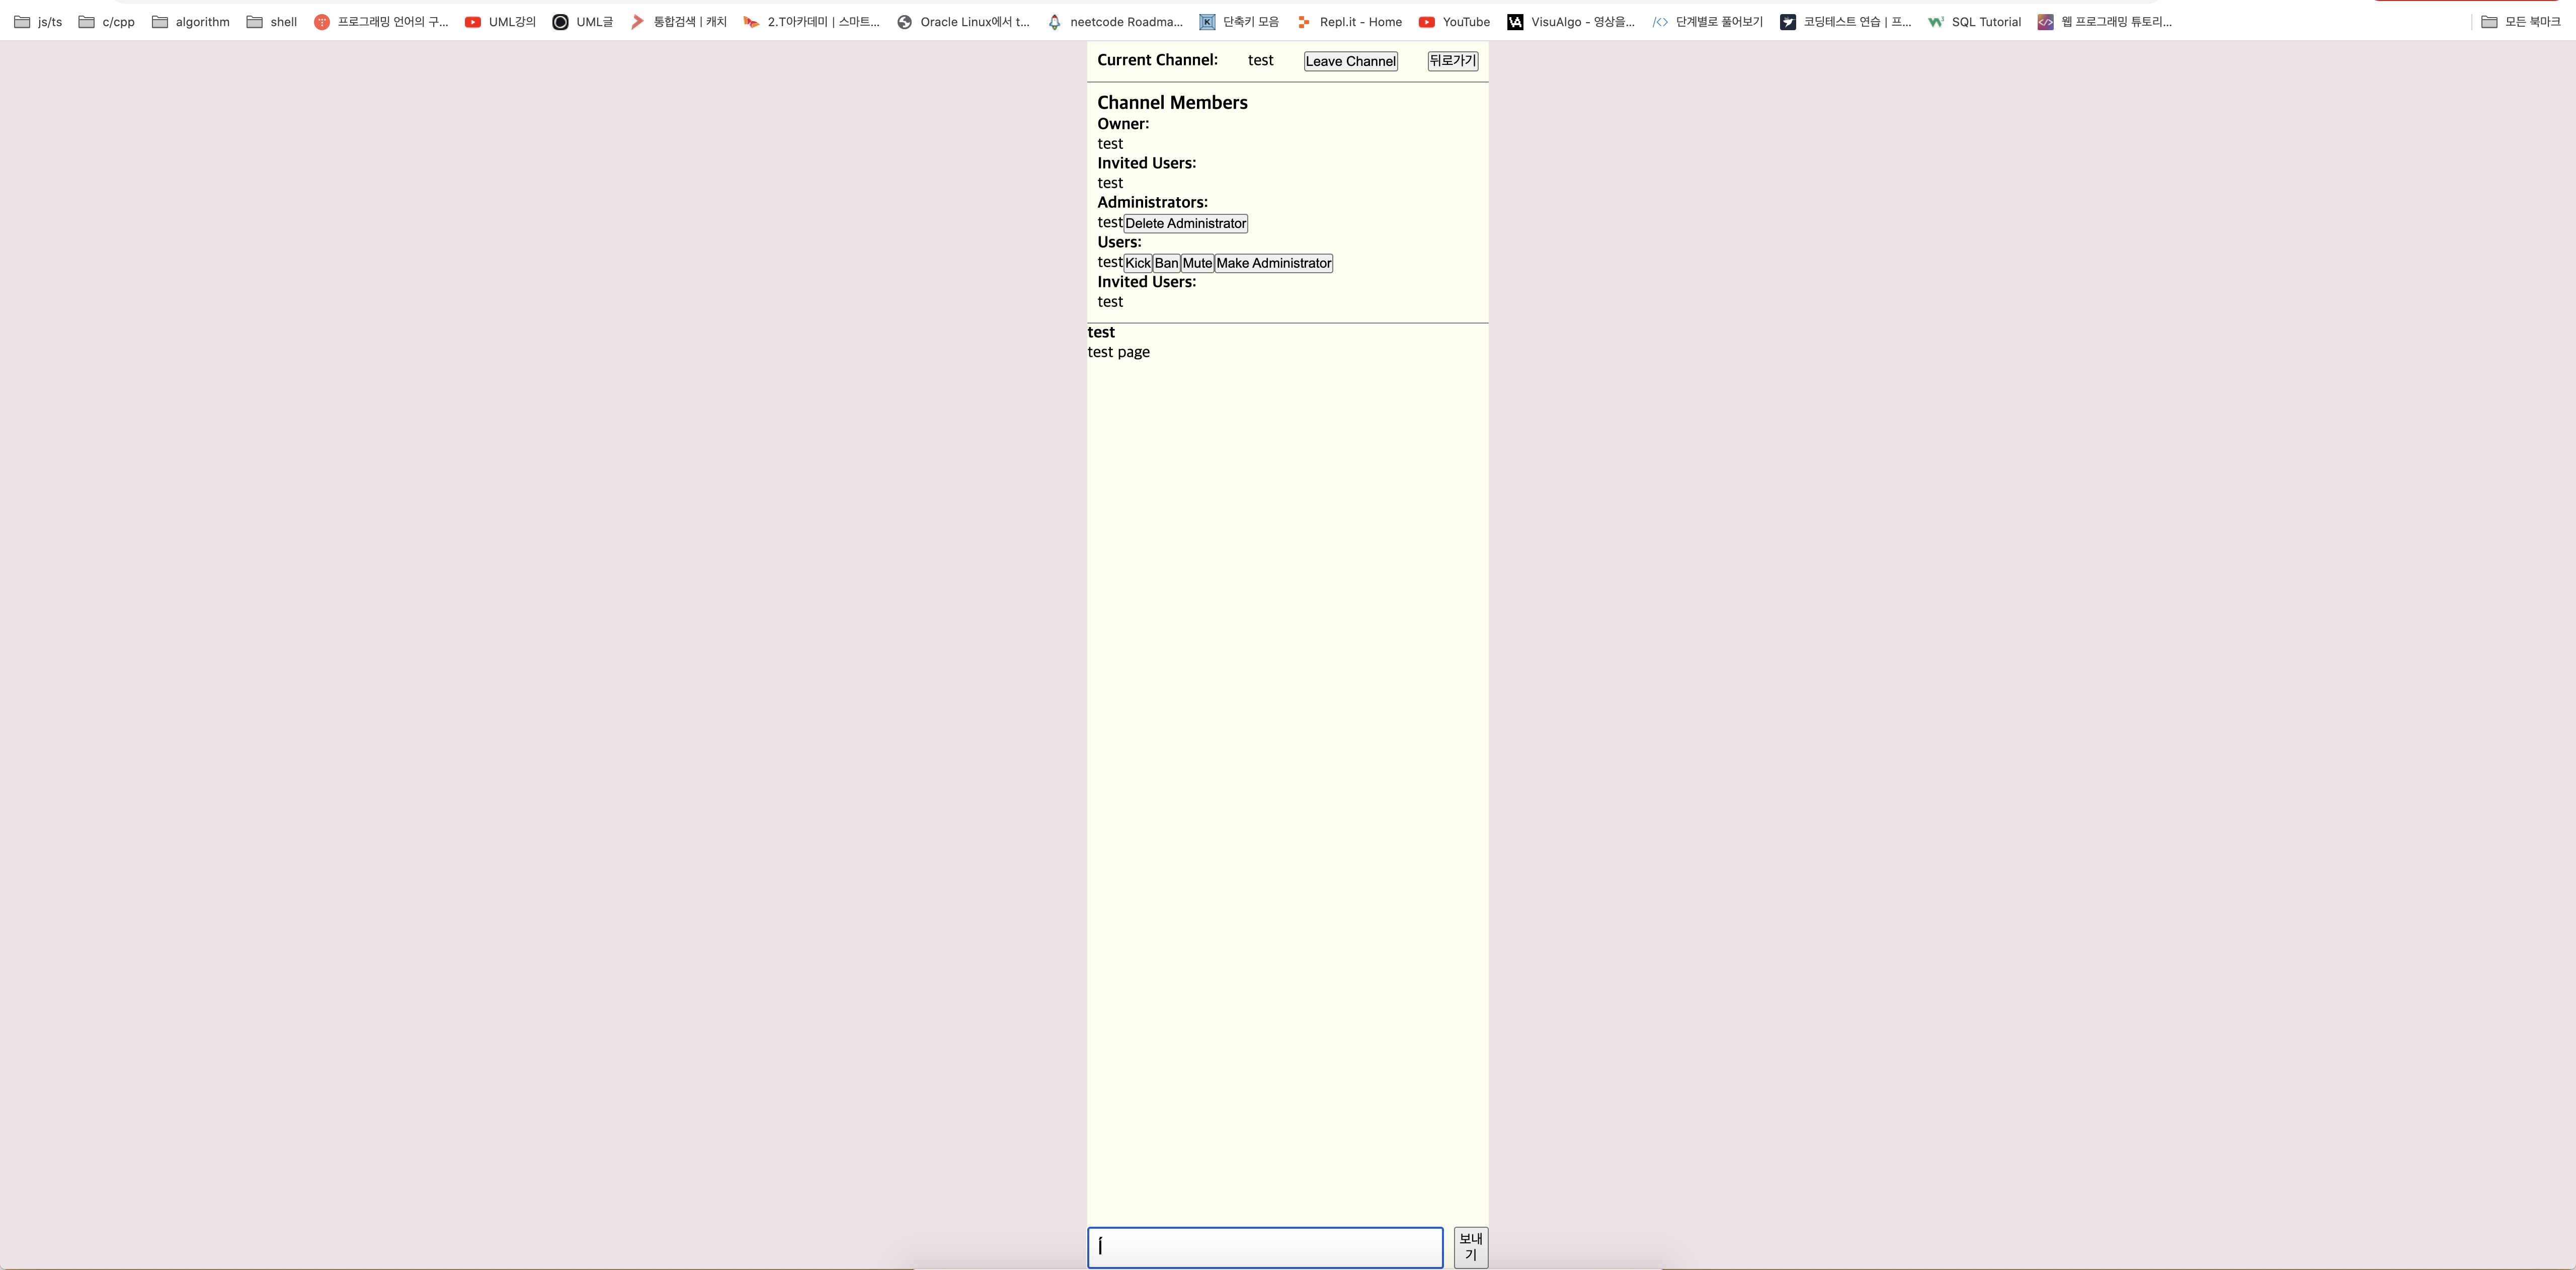 js/ts c/cpp algorithm shell 프로그래밍 언어의 구... UML강의 UML글 통합검색 | 캐치 2.T아카데미 | 스마트... Oracle Linux에서 t... neetcode Roadma... 단축키 모음 Repl.it - Home YouTube VisuAlgo - 영상을... 단계별로 풀어보기 코딩테스트 연습 | 프... SQL Tutorial 웹 프로그래밍 튜토리... 모든 북마크
Current Channel: test Leave Channel 뒤로가기
Channel Members
Owner:
test
Invited Users:
test
Administrators:
test Delete Administrator
Users:
test Kick Ban Mute Make Administrator
Invited Users:
test
test
test page
보내
기